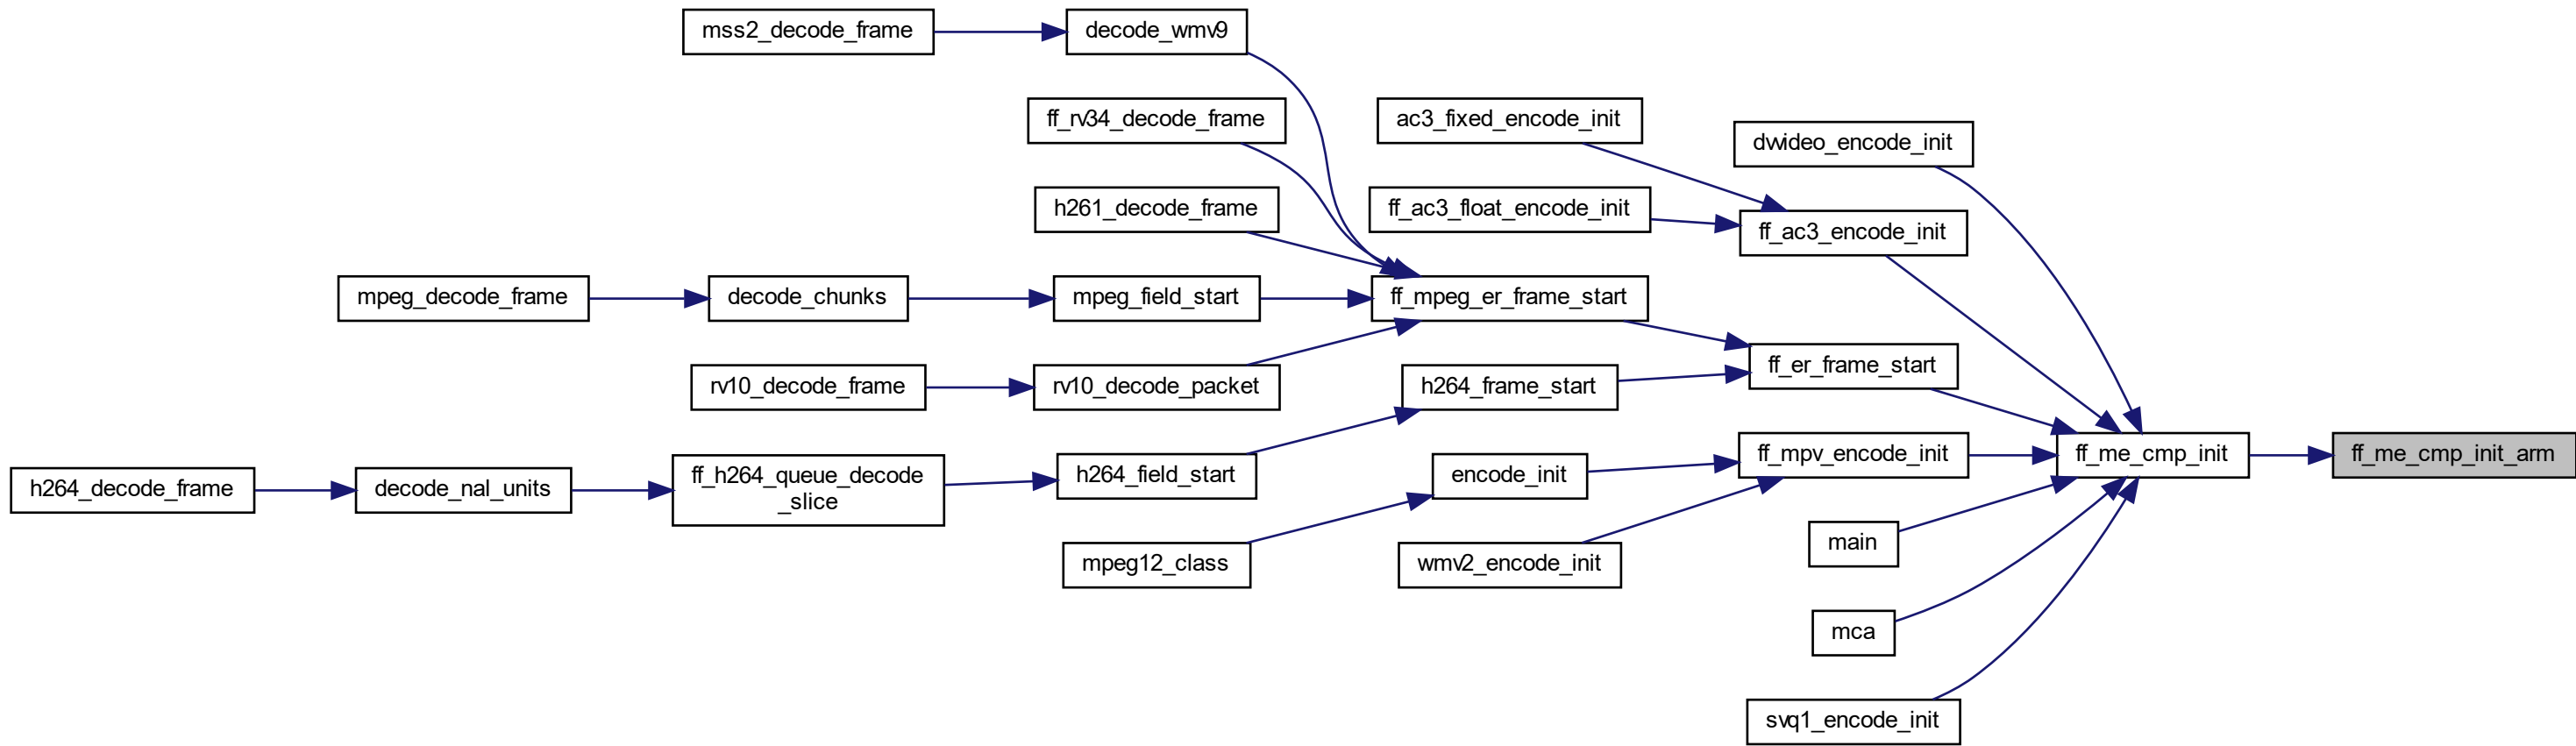 mss2_decode_frame
decode_wmv9
ff_rv34_decode_frame
ac3_fixed_encode_init
dvvideo_encode_init
h261_decode_frame
ff_ac3_float_encode_init
ff_ac3_encode_init
mpeg_decode_frame
decode_chunks
mpeg_field_start
ff_mpeg_er_frame_start
ff_er_frame_start
rv10_decode_frame
rv10_decode_packet
h264_frame_start
ff_mpv_encode_init
ff_me_cmp_init
ff_me_cmp_init_arm
h264_decode_frame
decode_nal_units
ff_h264_queue_decode
_slice
h264_field_start
encode_init
main
mpeg12_class
wmv2_encode_init
mca
svq1_encode_init